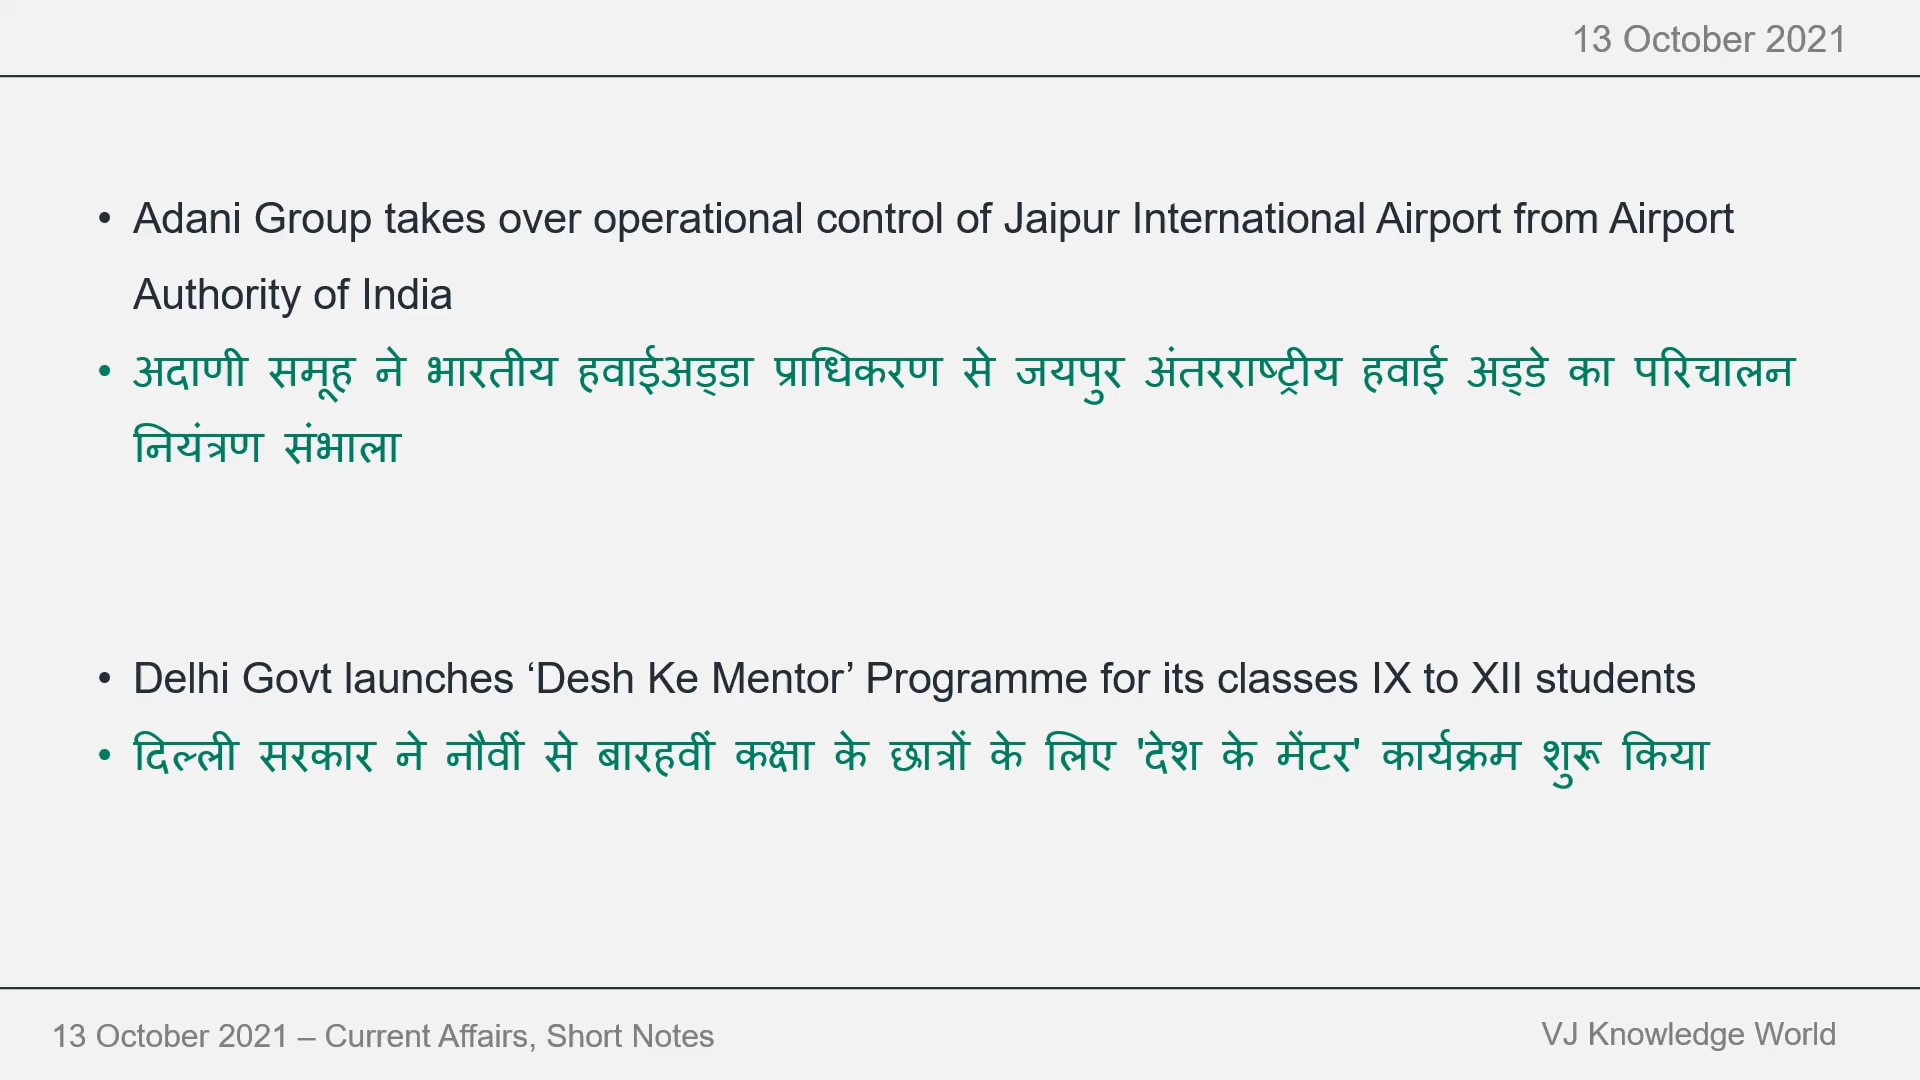 13 October 2021
• Adani Group takes over operational control of Jaipur International Airport from Airport
Authority of India
• अदाणी समूह ने भारतीय हवाईअड्डा प्राधिकरण से जयपुर अंतरराष्ट्रीय हवाई अड्डे का परिचालन
नियंत्रण संभाला
• Delhi Govt launches ‘Desh Ke Mentor’ Programme for its classes IX to XII students
• दिल्ली सरकार ने नौवीं से बारहवीं कक्षा के छात्रों के लिए 'देश के मेंटर' कार्यक्रम शुरू किया
13 October 2021 – Current Affairs, Short Notes
VJ Knowledge World